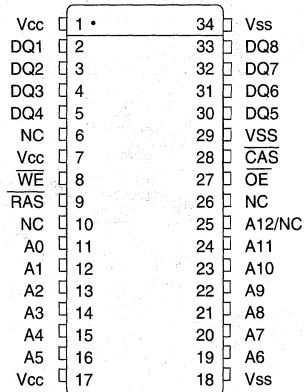 Vcc 1 34 Vss
DQ1 2 33 DQ8
DQ2 3 32 DQ7
DQ3 4 31 DQ6
DQ4 5 30 DQ5
NC 6 29 VSS
Vcc 7 28 CAS
WE 8 27 OE
RAS 9 26 NC
NC 10 25 A12/NC
A0 11 24 A11
A1 12 23 A10
A2 13 22 A9
A3 14 21 A8
A4 15 20 A7
A5 16 19 A6
Vcc 17 18 Vss